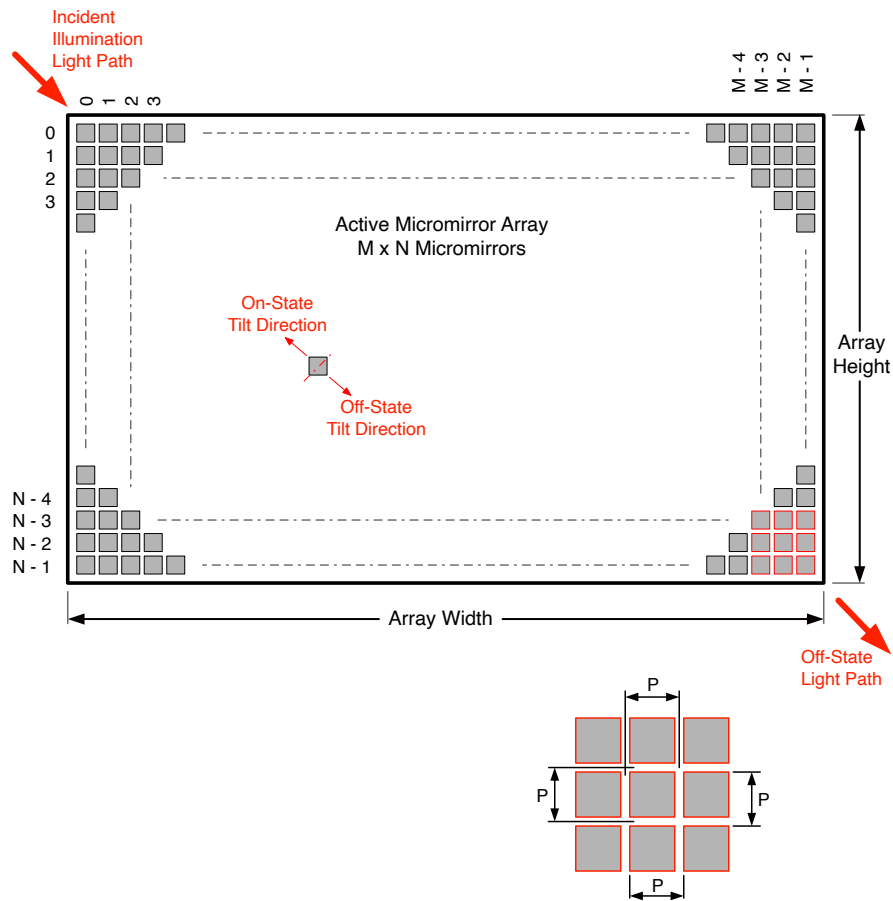 Incident
Illumination
Light Path
0
1
2
3
M - 4
M - 3
M - 2
M - 1
0
1
2
3
Active Micromirror Array
M x N Micromirrors
On-State
Tilt Direction
Off-State
Tilt Direction
Array
Height
N - 4
N - 3
N - 2
N - 1
Array Width
Off-State
Light Path
P
P
P
P